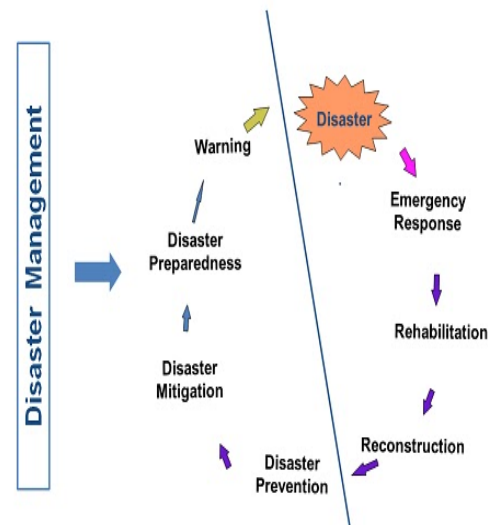 Disaster Management
Disaster
Warning
Emergency
Response
Disaster
Preparedness
Rehabilitation
Disaster
Mitigation
Reconstruction
Disaster
Prevention